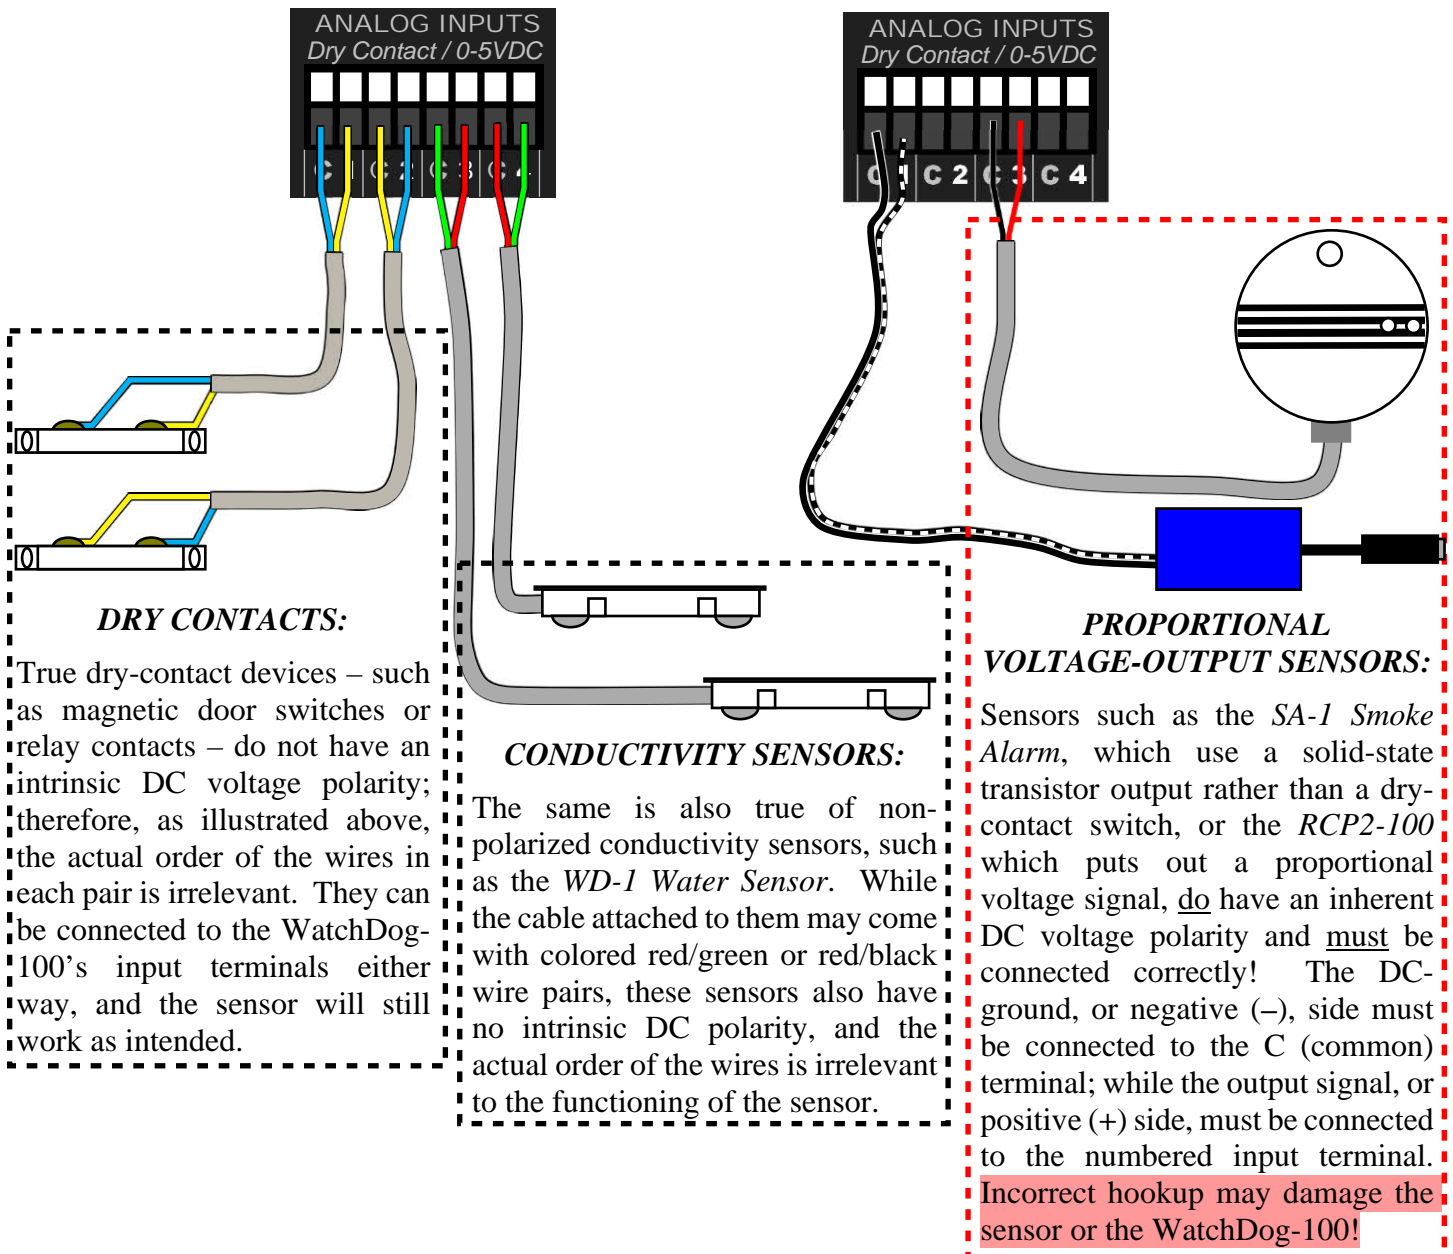 ANALOG INPUTS
Dry Contact / 0-5VDC
C 1 C 2 C 3 C 4
ANALOG INPUTS
Dry Contact / 0-5VDC
C 1 C 2 C 3 C 4
DRY CONTACTS:
True dry-contact devices – such
as magnetic door switches or
relay contacts – do not have an
intrinsic DC voltage polarity;
therefore, as illustrated above,
the actual order of the wires in
each pair is irrelevant. They can
be connected to the WatchDog-
100's input terminals either
way, and the sensor will still
work as intended.
CONDUCTIVITY SENSORS:
The same is also true of non-
polarized conductivity sensors, such
as the WD-1 Water Sensor. While
the cable attached to them may come
with colored red/green or red/black
wire pairs, these sensors also have
no intrinsic DC polarity, and the
actual order of the wires is irrelevant
to the functioning of the sensor.
PROPORTIONAL
VOLTAGE-OUTPUT SENSORS:
Sensors such as the SA-1 Smoke
Alarm, which use a solid-state
transistor output rather than a dry-
contact switch, or the RCP2-100
which puts out a proportional
voltage signal, do have an inherent
DC voltage polarity and must be
connected correctly! The DC-
ground, or negative (–), side must
be connected to the C (common)
terminal; while the output signal, or
positive (+) side, must be connected
to the numbered input terminal.
Incorrect hookup may damage the
sensor or the WatchDog-100!